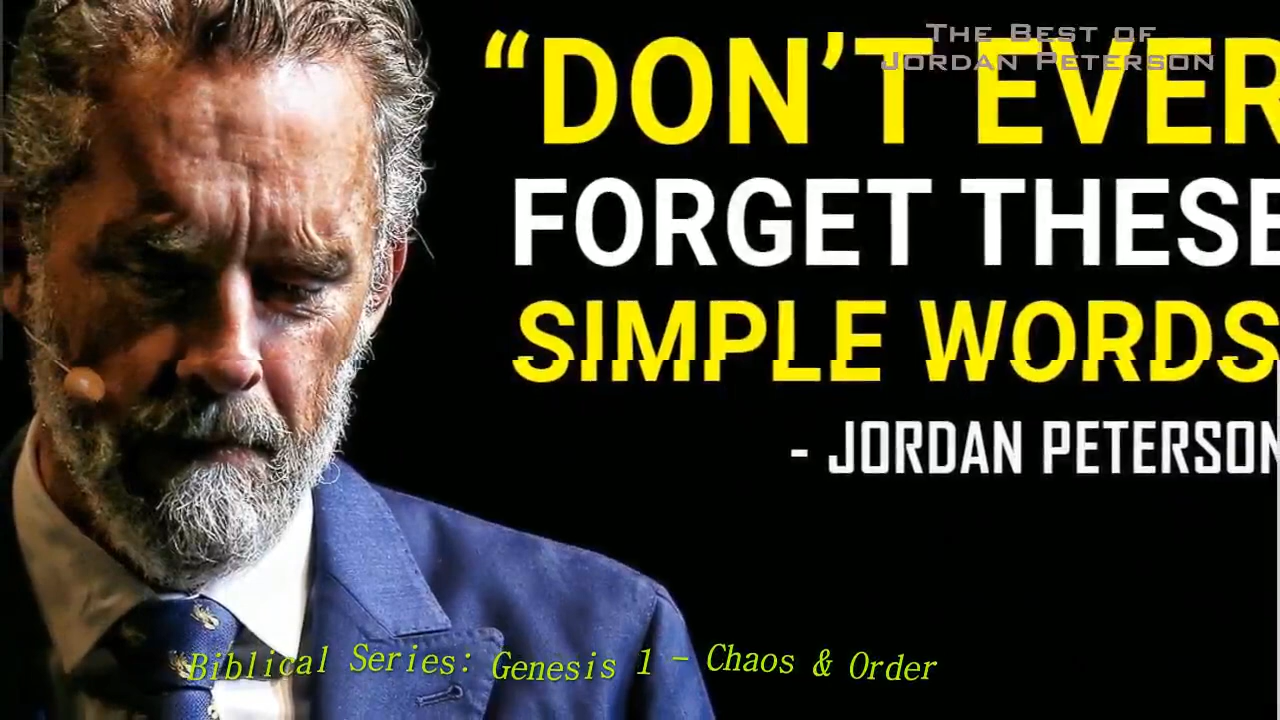 The Best of
Jordan Peterson
“DON’T EVER
FORGET THESE
SIMPLE WORDS
- JORDAN PETERSON
Biblical Series: Genesis 1 - Chaos & Order